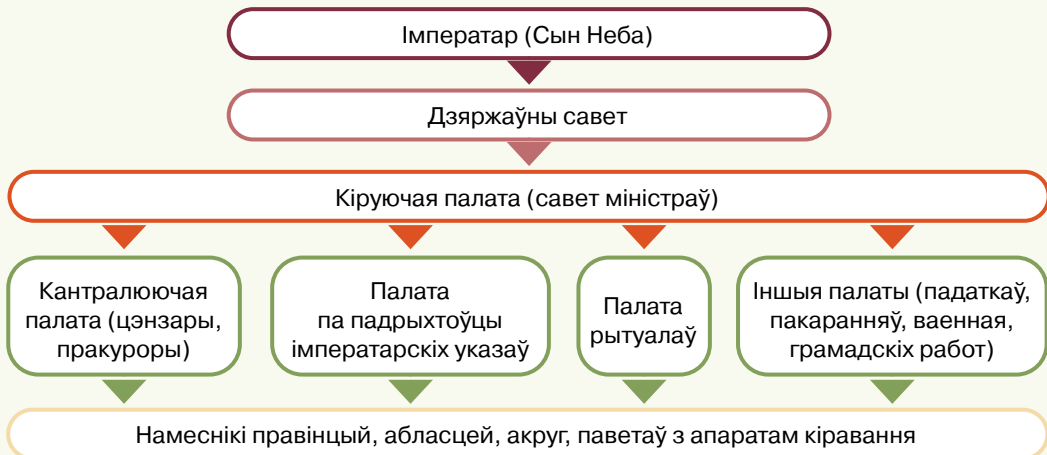 Імператар (Сын Неба)
Дзяржаўны савет
Кіруючая палата (савет міністраў)
Кантралюючая
палата (цэнзары,
пракуроры)
Палата
па падрыхтоўцы
імператарскіх указаў
Палата
рытуалаў
Іншыя палаты (падаткаў,
пакаранняў, ваенная,
грамадскіх работ)
Намеснікі правінцый, абласцей, акруг, паветаў з апаратам кіравання